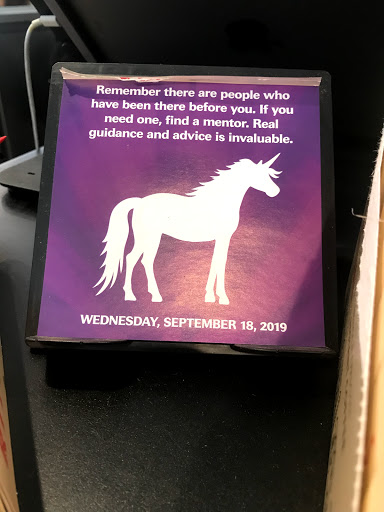 Remember there are people who
have been there before you. If you
need one, find a mentor. Real
guidance and advice is invaluable.
WEDNESDAY, SEPTEMBER 18, 2019